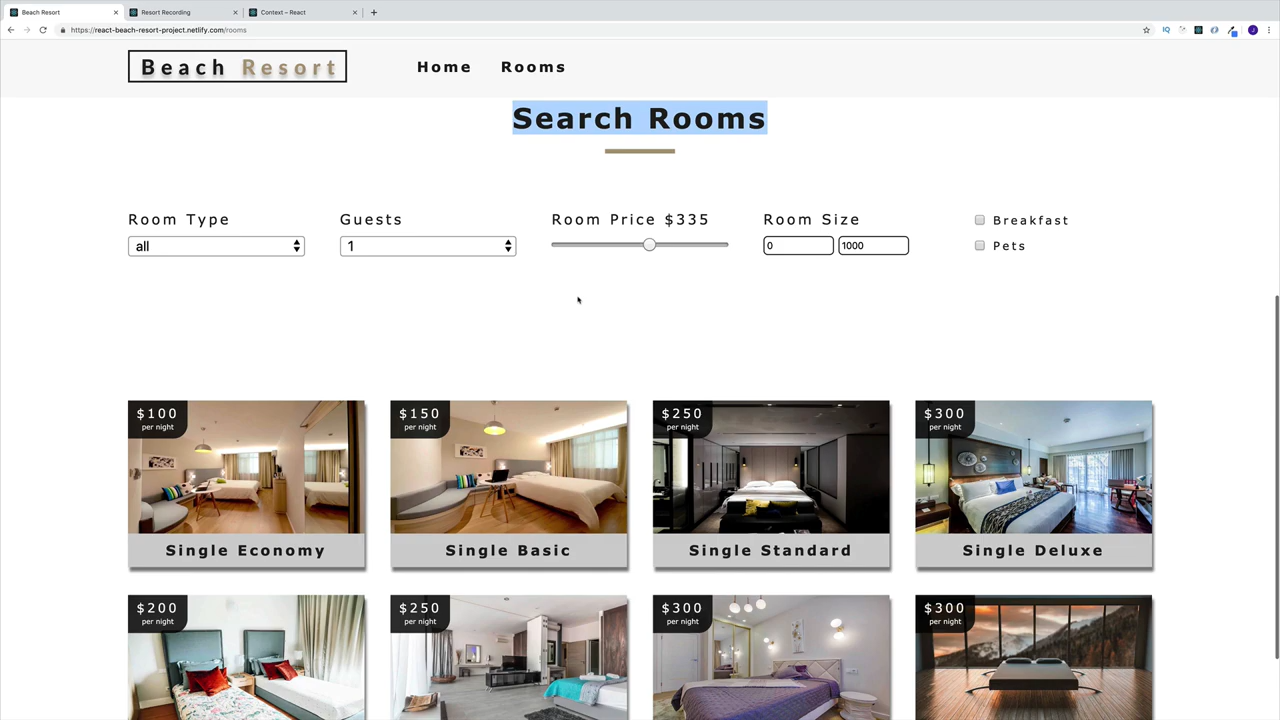 Beach Resort
Resort Recording
Context – React
https://react-beach-resort-project.netlify.com/rooms
IQ
J
Beach Resort
Home
Rooms
Search Rooms
Room Type
Guests
Room Price $335
Room Size
Breakfast
all
1
0
1000
Pets
$100
per night
$150
per night
$250
per night
$300
per night
Single Economy
Single Basic
Single Standard
Single Deluxe
$200
per night
$250
per night
$300
per night
$300
per night